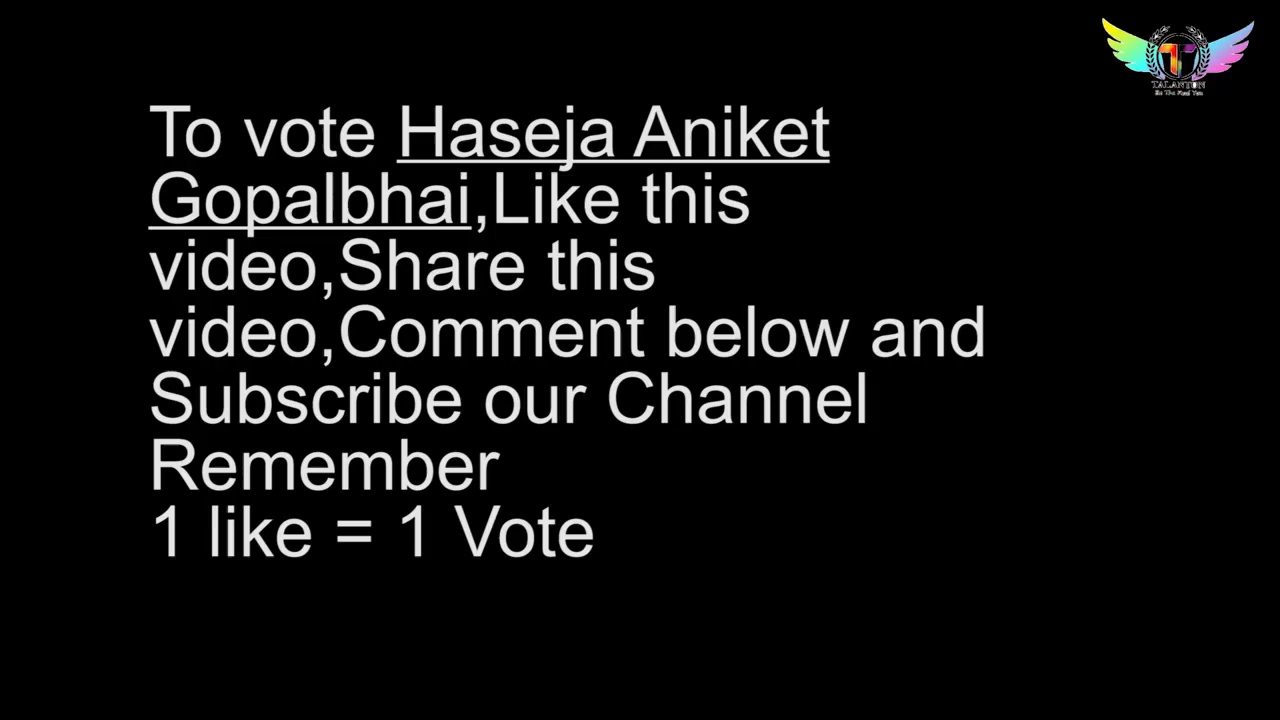 To vote Haseja Aniket
Gopalbhai,Like this
video,Share this
video,Comment below and
Subscribe our Channel
Remember
1 like = 1 Vote
TALANTON